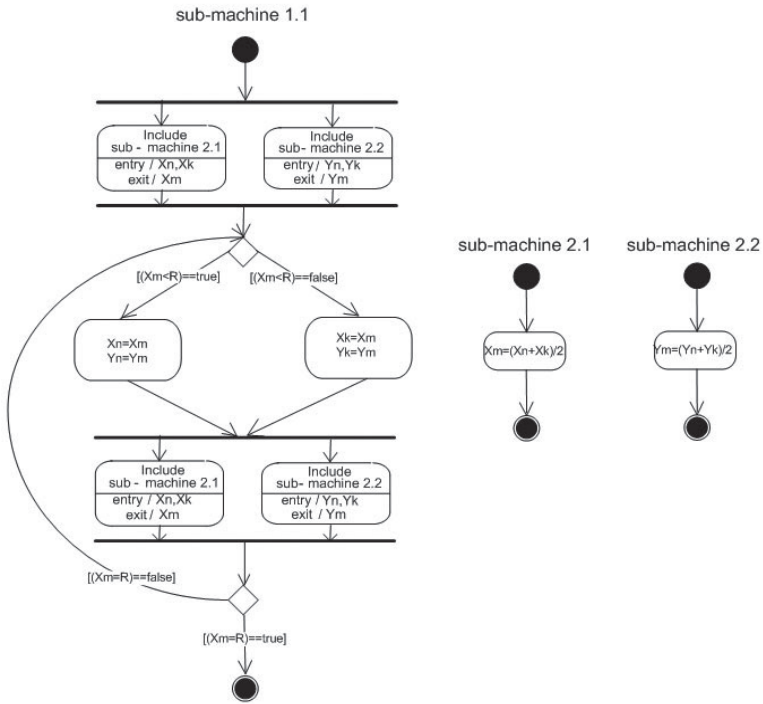 sub-machine 1.1
Include
sub - machine 2.1
entry / Xn,Xk
exit / Xm
Include
sub- machine 2.2
entry / Yn,Yk
exit / Ym
[(Xm<R)==true]
[(Xm<R)==false]
Xn=Xm
Yn=Ym
Xk=Xm
Yk=Ym
Include
sub - machine 2.1
entry / Xn,Xk
exit / Xm
Include
sub- machine 2.2
entry / Yn,Yk
exit / Ym
[(Xm=R)==false]
[(Xm=R)==true]
sub-machine 2.1
Xm=(Xn+Xk)/2
sub-machine 2.2
Ym=(Yn+Yk)/2